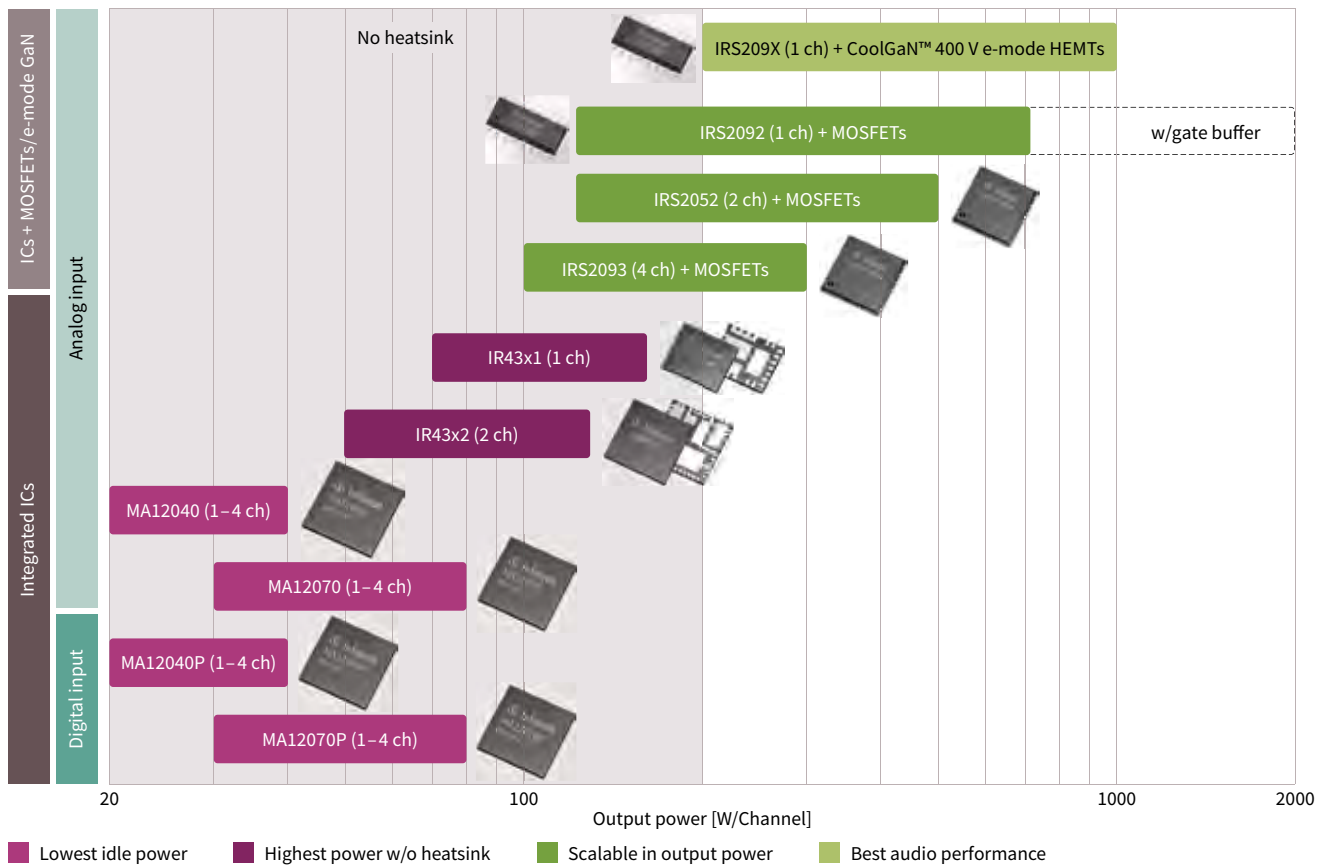 ICs + MOSFETs/e-mode GaN
Integrated ICs
Analog input
Digital input
No heatsink
IRS209X (1 ch) + CoolGaN™ 400 V e-mode HEMTs
IRS2092 (1 ch) + MOSFETs
w/gate buffer
IRS2052 (2 ch) + MOSFETs
IRS2093 (4 ch) + MOSFETs
IR43x1 (1 ch)
IR43x2 (2 ch)
MA12040 (1–4 ch)
MA12070 (1–4 ch)
MA12040P (1–4 ch)
MA12070P (1–4 ch)
20
100
1000
2000
Output power [W/Channel]
Lowest idle power
Highest power w/o heatsink
Scalable in output power
Best audio performance